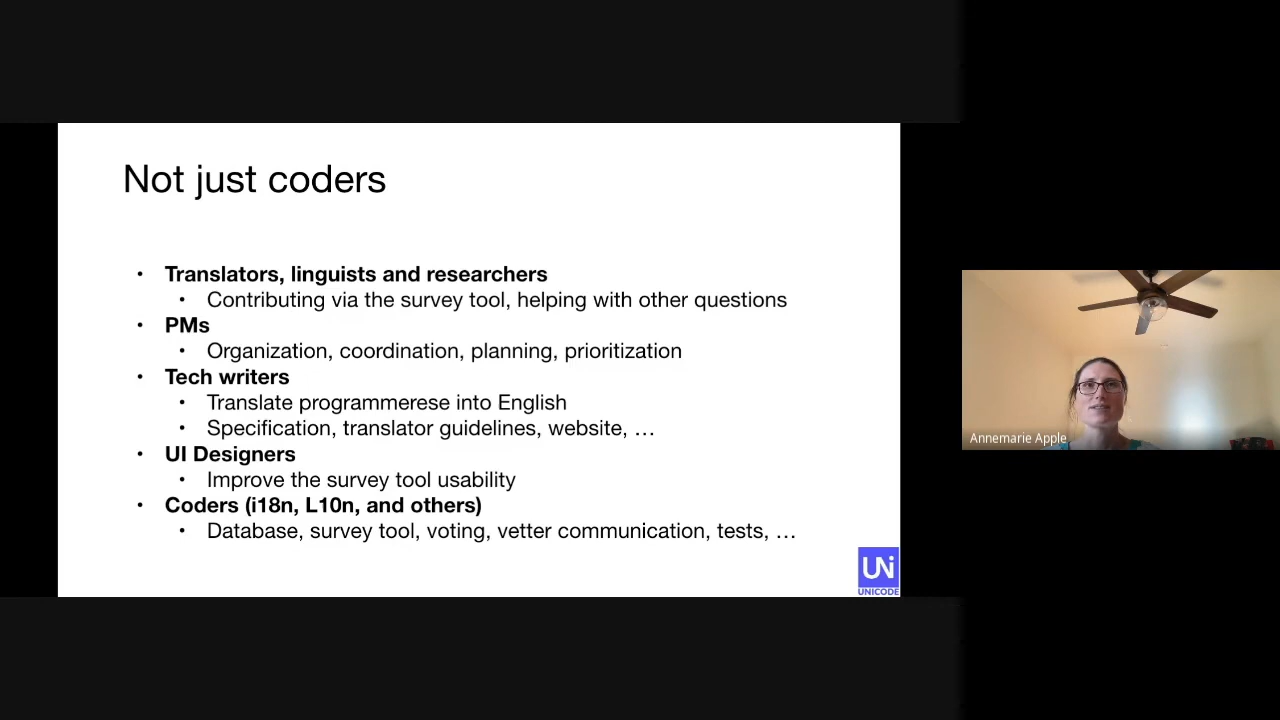 Not just coders
• Translators, linguists and researchers
• Contributing via the survey tool, helping with other questions
• PMs
• Organization, coordination, planning, prioritization
• Tech writers
• Translate programmerese into English
• Specification, translator guidelines, website, …
• UI Designers
• Improve the survey tool usability
• Coders (i18n, L10n, and others)
• Database, survey tool, voting, vetter communication, tests, …
UNi
UNICODE
Annemarie Apple